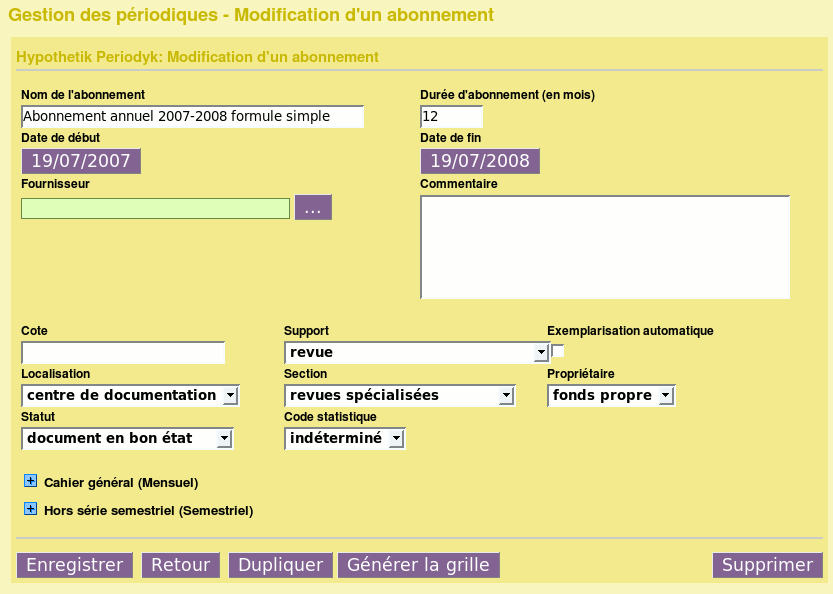 Gestion des périodiques - Modification d'un abonnement
Hypothetik Periodyk: Modification d'un abonnement
Nom de l'abonnement
Durée d'abonnement (en mois)
Abonnement annuel 2007-2008 formule simple
12
Date de début
Date de fin
19/07/2007
19/07/2008
Fournisseur
Commentaire
...
Cote
Support
Exemplarisation automatique
revue
Localisation
Section
Propriétaire
centre de documentation
revues spécialisées
fonds propre
Statut
Code statistique
document en bon état
indéterminé
Cahier général (Mensuel)
Hors série semestriel (Semestriel)
Enregistrer
Retour
Dupliquer
Générer la grille
Supprimer